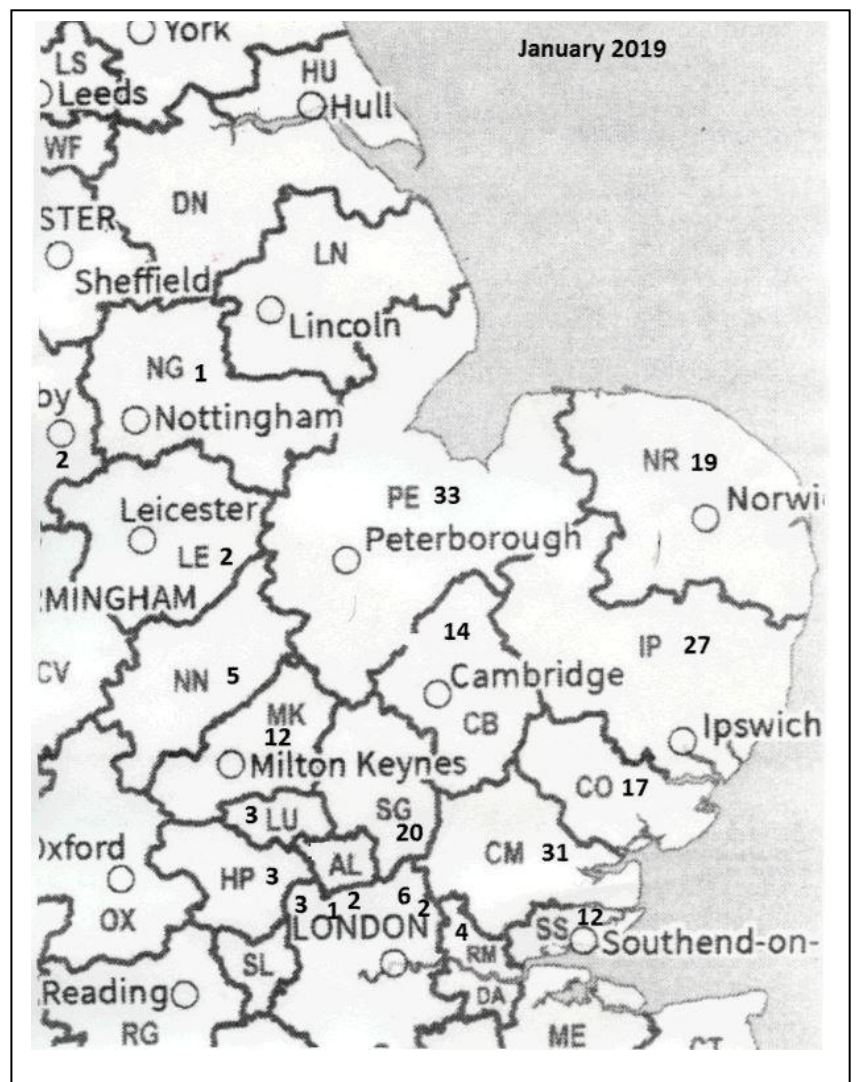 York
January 2019
LS
HU
Leeds
Hull
WF
DN
STER
LN
Sheffield
Lincoln
NG 1
by
Nottingham
2
NR 19
PE 33
Leicester
Norwi
LE 2
Peterborough
RMINGHAM
14
IP 27
CV
NN 5
Cambridge
MK
CB
12
Ipswich
Milton Keynes
CO 17
3 LU
SG
20
Oxford
AL
CM 31
HP 3
3 1 2 6 2
OX
LONDON
4
SS 12
Southend-on-
RM
SL
Reading
DA
RG
ME
CT